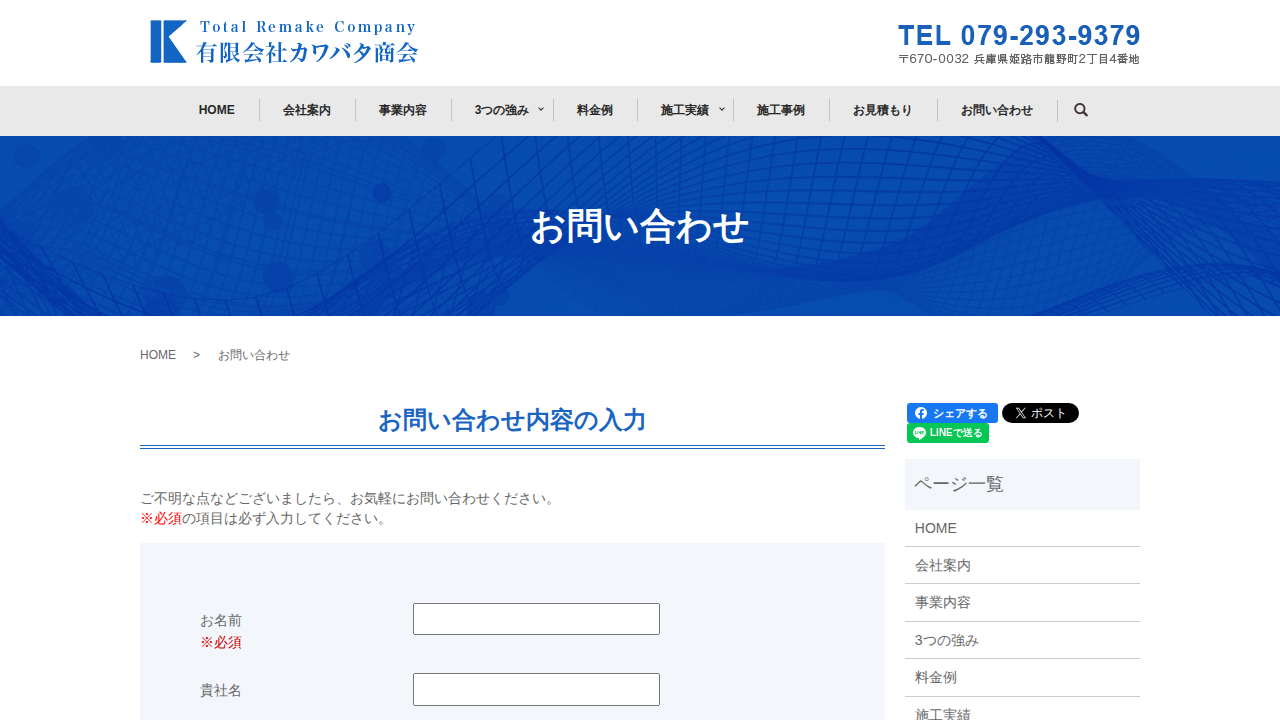 Total Remake Company
有限会社カワバタ商会
TEL 079-293-9379
〒670-0032 兵庫県姫路市龍野町2丁目4番地
HOME 会社案内 事業内容 3つの強み 料金例 施工実績 施工事例 お見積もり お問い合わせ
お問い合わせ
HOME > お問い合わせ
お問い合わせ内容の入力
ご不明な点などございましたら、お気軽にお問い合わせください。
※必須の項目は必ず入力してください。
お名前
※必須
貴社名
シェアする ポスト
LINEで送る
ページ一覧
HOME
会社案内
事業内容
3つの強み
料金例
施工実績